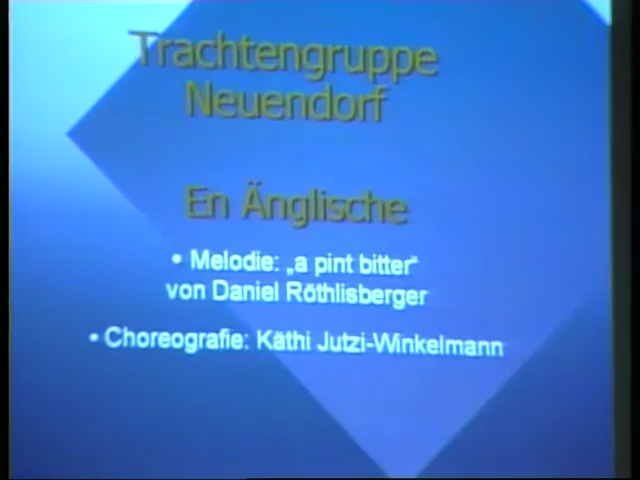 Trachtengruppe
Neuendorf
En Änglische
• Melodie: „a pint bitter“
von Daniel Röthlisberger
• Choreografie: Käthi Jutzi-Winkelmann